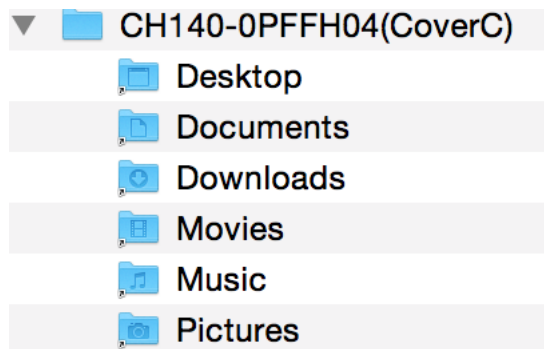 CH140-0PFFH04(CoverC)
Desktop
Documents
Downloads
Movies
Music
Pictures